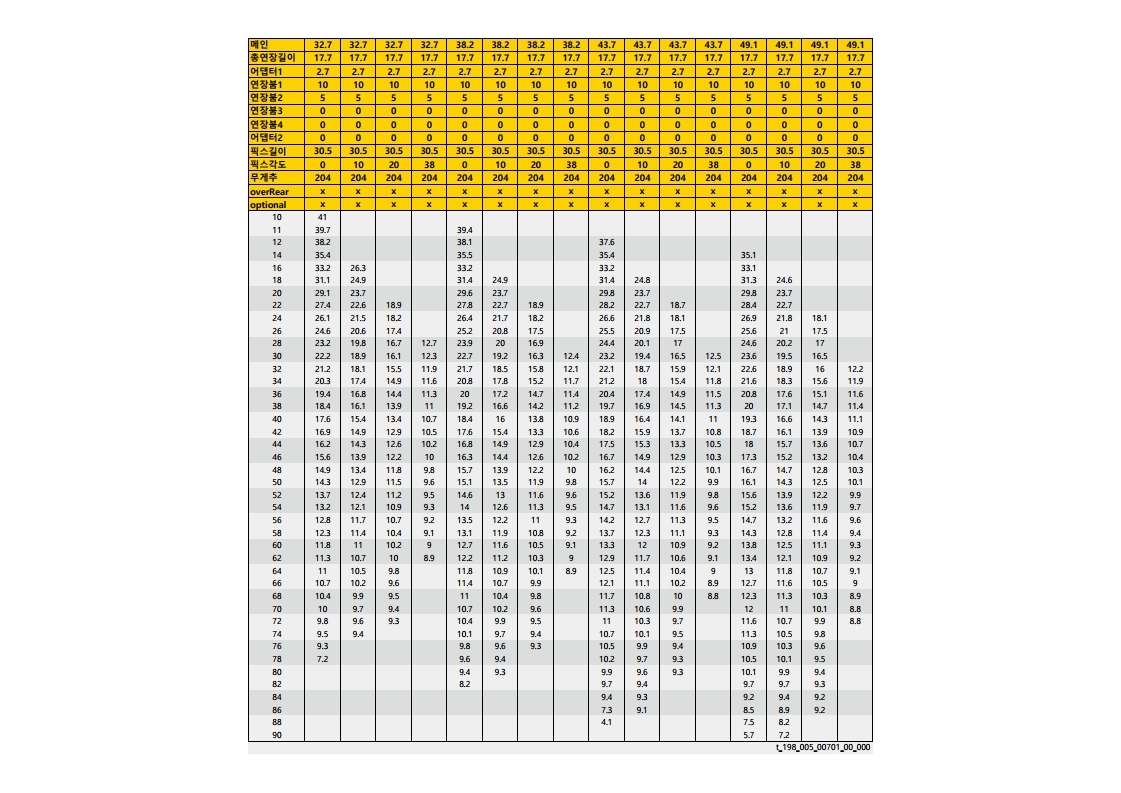 메인 32.7 32.7 32.7 32.7 38.2 38.2 38.2 38.2 43.7 43.7 43.7 43.7 49.1 49.1 49.1 49.1
총연장길이 17.7 17.7 17.7 17.7 17.7 17.7 17.7 17.7 17.7 17.7 17.7 17.7 17.7 17.7 17.7 17.7
어댑터1 2.7 2.7 2.7 2.7 2.7 2.7 2.7 2.7 2.7 2.7 2.7 2.7 2.7 2.7 2.7 2.7
연장붐1 10 10 10 10 10 10 10 10 10 10 10 10 10 10 10 10
연장붐2 5 5 5 5 5 5 5 5 5 5 5 5 5 5 5 5
연장붐3 0 0 0 0 0 0 0 0 0 0 0 0 0 0 0 0
연장붐4 0 0 0 0 0 0 0 0 0 0 0 0 0 0 0 0
어댑터2 0 0 0 0 0 0 0 0 0 0 0 0 0 0 0 0
픽스길이 30.5 30.5 30.5 30.5 30.5 30.5 30.5 30.5 30.5 30.5 30.5 30.5 30.5 30.5 30.5 30.5
픽스각도 0 10 20 38 0 10 20 38 0 10 20 38 0 10 20 38
무게추 204 204 204 204 204 204 204 204 204 204 204 204 204 204 204 204
overRear x x x x x x x x x x x x x x x x
optional x x x x x x x x x x x x x x x x
10 41
11 39.7 39.4
12 38.2 38.1 37.6
14 35.4 35.5 35.4 35.1
16 33.2 26.3 33.2 33.2 33.1
18 31.1 24.9 31.4 24.9 31.4 24.8 31.3 24.6
20 29.1 23.7 29.6 23.7 29.8 23.7 29.8 23.7
22 27.4 22.6 18.9 27.8 22.7 18.9 28.2 22.7 18.7 28.4 22.7
24 26.1 21.5 18.2 26.4 21.7 18.2 26.6 21.8 18.1 26.9 21.8 18.1
26 24.6 20.6 17.4 25.2 20.8 17.5 25.5 20.9 17.5 25.6 21 17.5
28 23.2 19.8 16.7 12.7 23.9 20 16.9 24.4 20.1 17 24.6 20.2 17
30 22.2 18.9 16.1 12.3 22.7 19.2 16.3 12.4 23.2 19.4 16.5 12.5 23.6 19.5 16.5
32 21.2 18.1 15.5 11.9 21.7 18.5 15.8 12.1 22.1 18.7 15.9 12.1 22.6 18.9 16 12.2
34 20.3 17.4 14.9 11.6 20.8 17.8 15.2 11.7 21.2 18 15.4 11.8 21.6 18.3 15.6 11.9
36 19.4 16.8 14.4 11.3 20 17.2 14.7 11.4 20.4 17.4 14.9 11.5 20.8 17.6 15.1 11.6
38 18.4 16.1 13.9 11 19.2 16.6 14.2 11.2 19.7 16.9 14.5 11.3 20 17.1 14.7 11.4
40 17.6 15.4 13.4 10.7 18.4 16 13.8 10.9 18.9 16.4 14.1 11 19.3 16.6 14.3 11.1
42 16.9 14.9 12.9 10.5 17.6 15.4 13.3 10.6 18.2 15.9 13.7 10.8 18.7 16.1 13.9 10.9
44 16.2 14.3 12.6 10.2 16.8 14.9 12.9 10.4 17.5 15.3 13.3 10.5 18 15.7 13.6 10.7
46 15.6 13.9 12.2 10 16.3 14.4 12.6 10.2 16.7 14.9 12.9 10.3 17.3 15.2 13.2 10.4
48 14.9 13.4 11.8 9.8 15.7 13.9 12.2 10 16.2 14.4 12.5 10.1 16.7 14.7 12.8 10.3
50 14.3 12.9 11.5 9.6 15.1 13.5 11.9 9.8 15.7 14 12.2 9.9 16.1 14.3 12.5 10.1
52 13.7 12.4 11.2 9.5 14.6 13 11.6 9.6 15.2 13.6 11.9 9.8 15.6 13.9 12.2 9.9
54 13.2 12.1 10.9 9.3 14 12.6 11.3 9.5 14.7 13.1 11.6 9.6 15.2 13.6 11.9 9.7
56 12.8 11.7 10.7 9.2 13.5 12.2 11 9.3 14.2 12.7 11.3 9.5 14.7 13.2 11.6 9.6
58 12.3 11.4 10.4 9.1 13.1 11.9 10.8 9.2 13.7 12.3 11.1 9.3 14.3 12.8 11.4 9.4
60 11.8 11 10.2 9 12.7 11.6 10.5 9.1 13.3 12 10.9 9.2 13.8 12.5 11.1 9.3
62 11.3 10.7 10 8.9 12.2 11.2 10.3 9 12.9 11.7 10.6 9.1 13.4 12.1 10.9 9.2
64 11 10.5 9.8 11.8 10.9 10.1 8.9 12.5 11.4 10.4 9 13 11.8 10.7 9.1
66 10.7 10.2 9.6 11.4 10.7 9.9 12.1 11.1 10.2 8.9 12.7 11.6 10.5 9
68 10.4 9.9 9.5 11 10.4 9.8 11.7 10.8 10 8.8 12.3 11.3 10.3 8.9
70 10 9.7 9.4 10.7 10.2 9.6 11.3 10.6 9.9 12 11 10.1 8.8
72 9.8 9.6 9.3 10.4 9.9 9.5 11 10.3 9.7 11.6 10.7 9.9 8.8
74 9.5 9.4 10.1 9.7 9.4 10.7 10.1 9.5 11.3 10.5 9.8
76 9.3 9.8 9.6 9.3 10.5 9.9 9.4 10.9 10.3 9.6
78 7.2 9.6 9.4 10.2 9.7 9.3 10.5 10.1 9.5
80 9.4 9.3 9.9 9.6 9.3 10.1 9.9 9.4
82 8.2 9.7 9.4 9.7 9.7 9.3
84 9.4 9.3 9.2 9.4 9.2
86 7.3 9.1 8.5 8.9 9.2
88 4.1 7.5 8.2
90 5.7 7.2
t_198_005_00701_00_000